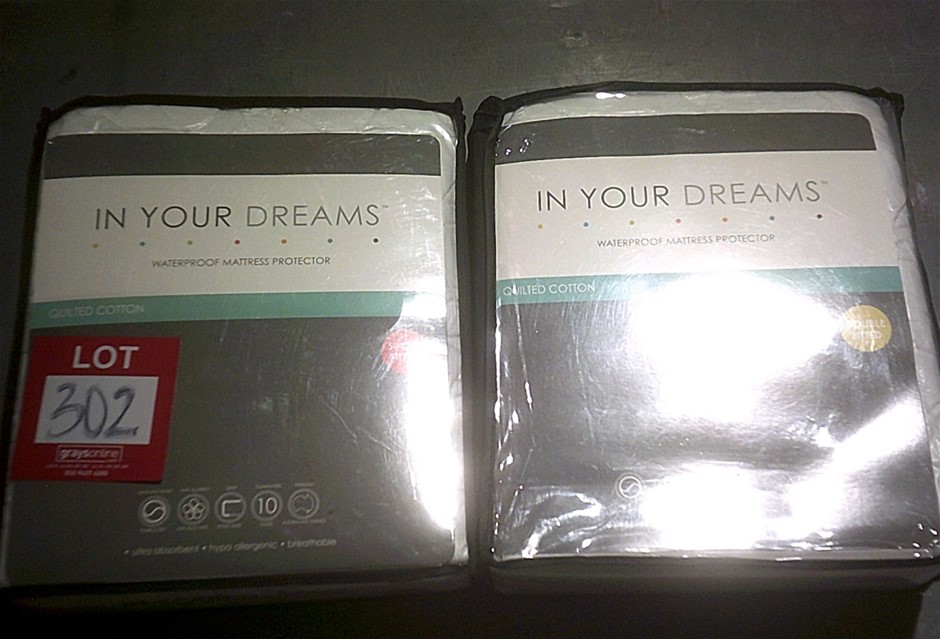 IN YOUR DREAMS™
WATERPROOF MATTRESS PROTECTOR
QUILTED COTTON
LOT
302
graysonline
10
• ultra absorbent • hypo allergenic • breathable
IN YOUR DREAMS™
WATERPROOF MATTRESS PROTECTOR
QUILTED COTTON